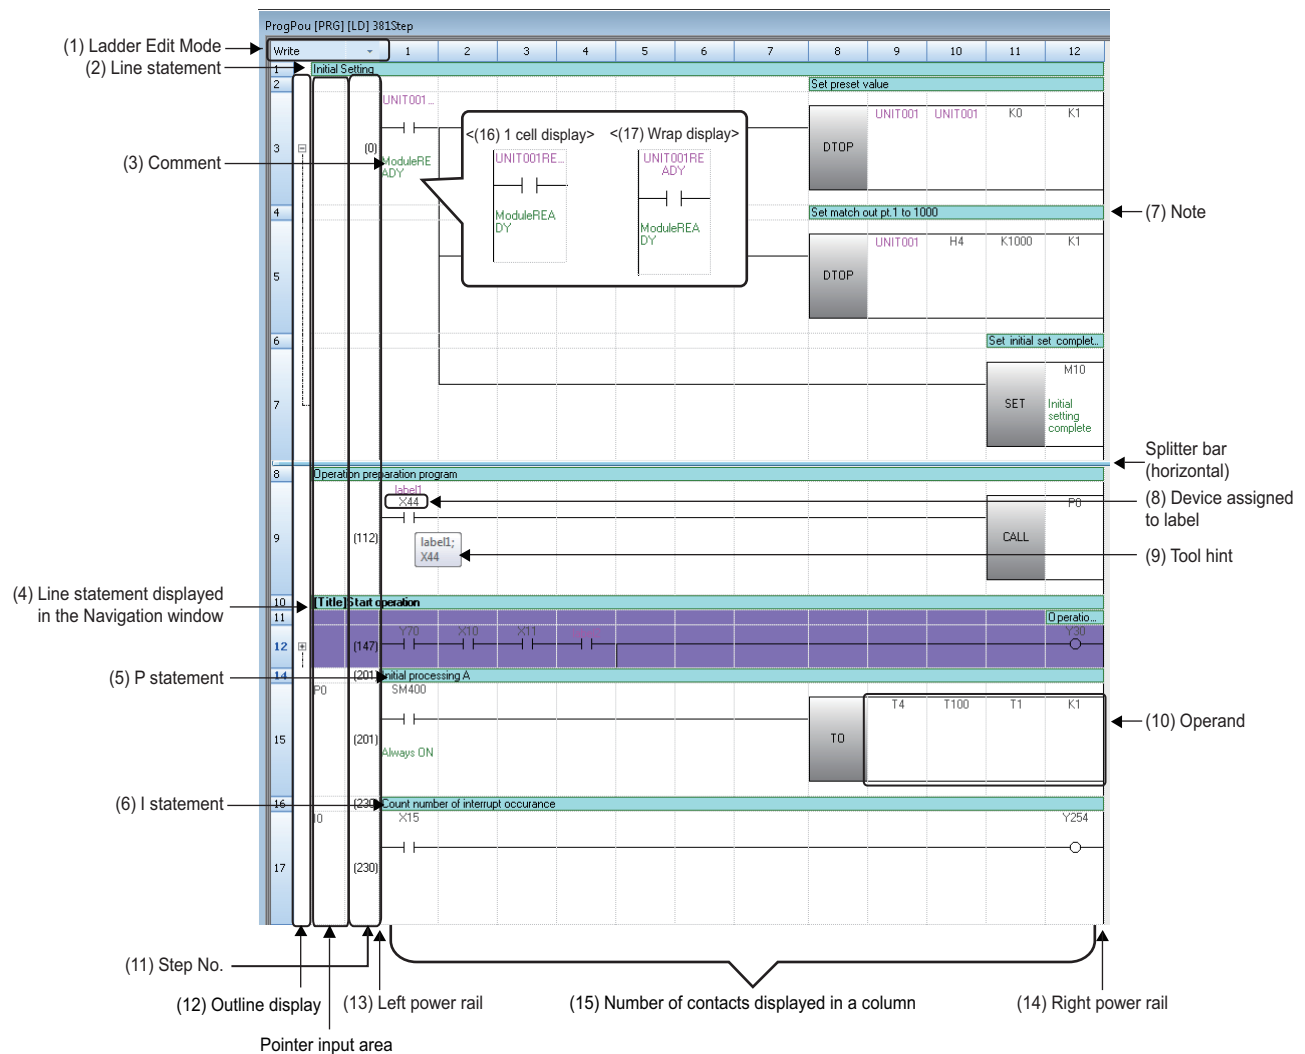 ProgPou [PRG] [LD] 381Step
(1) Ladder Edit Mode
Write 1 2 3 4 5 6 7 8 9 10 11 12
(2) Line statement
1 Initial Setting
2 Set preset value
UNIT001...
UNIT001 UNIT001 K0 K1
<(16) 1 cell display> <(17) Wrap display>
3 (0) DTOP
(3) Comment
ModuleRE
ADY
UNIT001RE...
ModuleREA
DY
UNIT001RE
ADY
ModuleREA
DY
4 Set match out pt.1 to 1000
(7) Note
UNIT001 H4 K1000 K1
5 DTOP
6 Set initial set complet..
M10
7 SET
Initial
setting
complete
Splitter bar
(horizontal)
8 Operation preparation program
label1
X44
P0
(8) Device assigned
to label
9 (112) CALL
label1;
X44
(9) Tool hint
(4) Line statement displayed
in the Navigation window
10 [Title]Start operation
11 Operatio...
Y70 X10 X11 Y30
12 (147)
(5) P statement
14 (201) Initial processing A
P0 SM400
T4 T100 T1 K1
(10) Operand
15 (201) TO
Always ON
(6) I statement
16 (230) Count number of interrupt occurance
I0 X15 Y254
17 (230)
(11) Step No.
(12) Outline display
(13) Left power rail
(15) Number of contacts displayed in a column
(14) Right power rail
Pointer input area